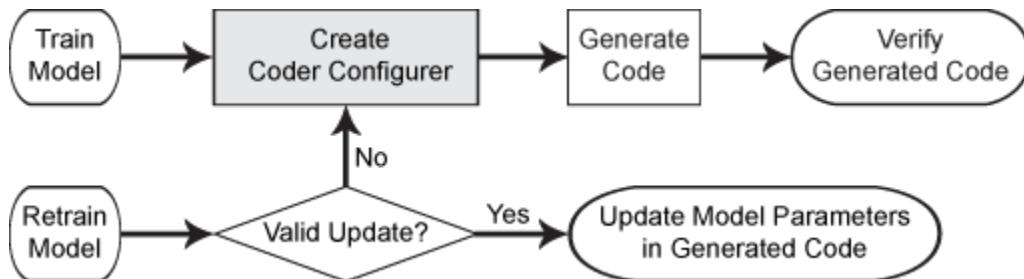 Train
Model
Create
Coder Configurer
Generate
Code
Verify
Generated Code
No
Retrain
Model
Valid Update?
Yes
Update Model Parameters
in Generated Code